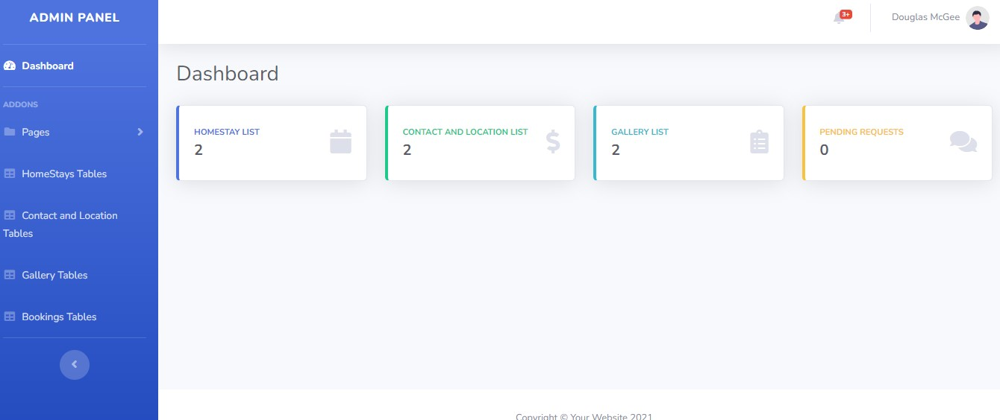 ADMIN PANEL
3+
Douglas McGee
Dashboard
ADDONS
Pages
HomeStays Tables
Contact and Location
Tables
Gallery Tables
Bookings Tables
Dashboard
HOMESTAY LIST
2
CONTACT AND LOCATION LIST
2
GALLERY LIST
2
PENDING REQUESTS
0
Copyright © Your Website 2021